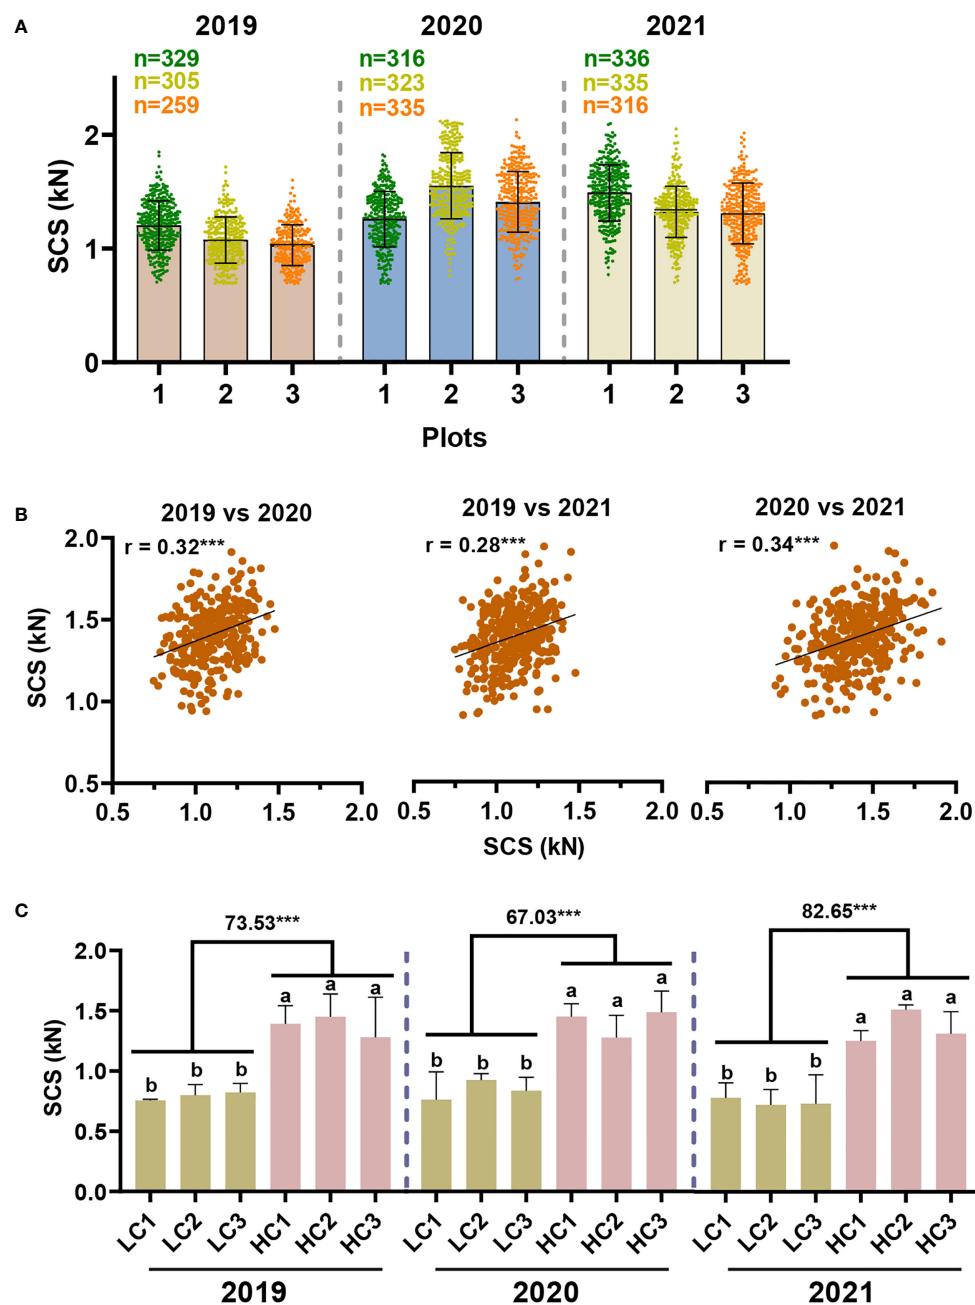 A
2019 2020 2021
n=329 n=316 n=336
n=305 n=323 n=335
n=259 n=335 n=316
SCS (kN)
2
1
0
1 2 3 1 2 3 1 2 3
Plots
B
2019 vs 2020 2019 vs 2021 2020 vs 2021
r = 0.32*** r = 0.28*** r = 0.34***
SCS (kN)
2.0
1.5
1.0
0.5
0.5 1.0 1.5 2.0 0.5 1.0 1.5 2.0 0.5 1.0 1.5 2.0
SCS (kN)
C
73.53*** 67.03*** 82.65***
SCS (kN)
2.0
1.5
1.0
0.5
0.0
b b b a a a b b b a a a b b b a a a
LC1 LC2 LC3 HC1 HC2 HC3 LC1 LC2 LC3 HC1 HC2 HC3 LC1 LC2 LC3 HC1 HC2 HC3
2019 2020 2021